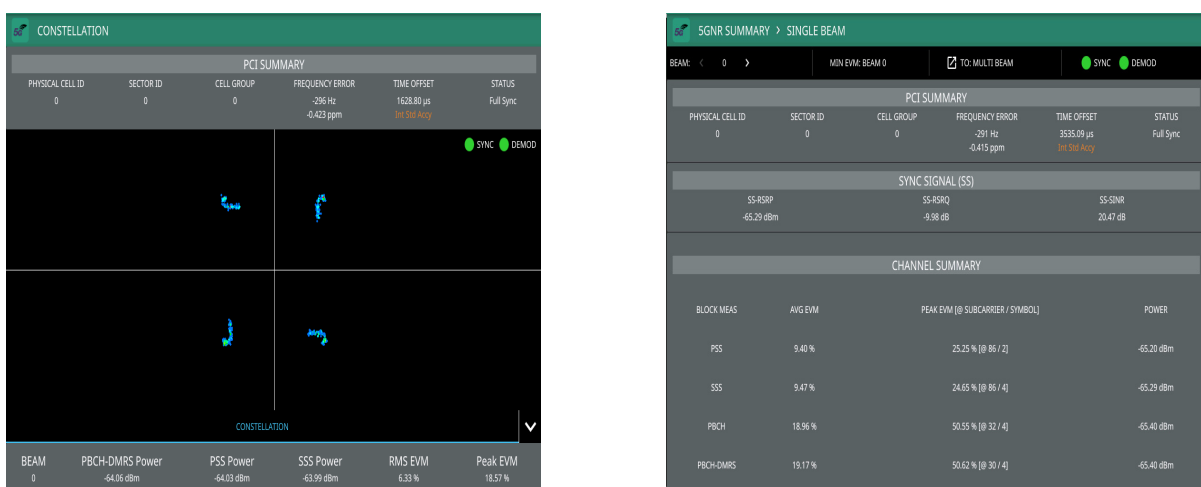 5G CONSTELLATION
PCI SUMMARY
PHYSICAL CELL ID SECTOR ID CELL GROUP FREQUENCY ERROR TIME OFFSET STATUS
0 0 0 -296 Hz 1628.80 µs Full Sync
-0.423 ppm Int Std Accy
SYNC DEMOD
CONSTELLATION
BEAM PBCH-DMRS Power PSS Power SSS Power RMS EVM Peak EVM
0 -64.06 dBm -64.03 dBm -63.99 dBm 6.33 % 18.57 %
5G 5GNR SUMMARY > SINGLE BEAM
BEAM: < 0 > MIN EVM: BEAM 0 TO: MULTI BEAM SYNC DEMOD
PCI SUMMARY
PHYSICAL CELL ID SECTOR ID CELL GROUP FREQUENCY ERROR TIME OFFSET STATUS
0 0 0 -291 Hz 3535.09 µs Full Sync
-0.415 ppm Int Std Accy
SYNC SIGNAL (SS)
SS-RSRP SS-RSRQ SS-SINR
-65.29 dBm -9.98 dB 20.47 dB
CHANNEL SUMMARY
BLOCK MEAS AVG EVM PEAK EVM [@ SUBCARRIER / SYMBOL] POWER
PSS 9.40 % 25.25 % [@ 86 / 2] -65.20 dBm
SSS 9.47 % 24.65 % [@ 86 / 4] -65.29 dBm
PBCH 18.96 % 50.55 % [@ 32 / 4] -65.40 dBm
PBCH-DMRS 19.17 % 50.62 % [@ 30 / 4] -65.40 dBm